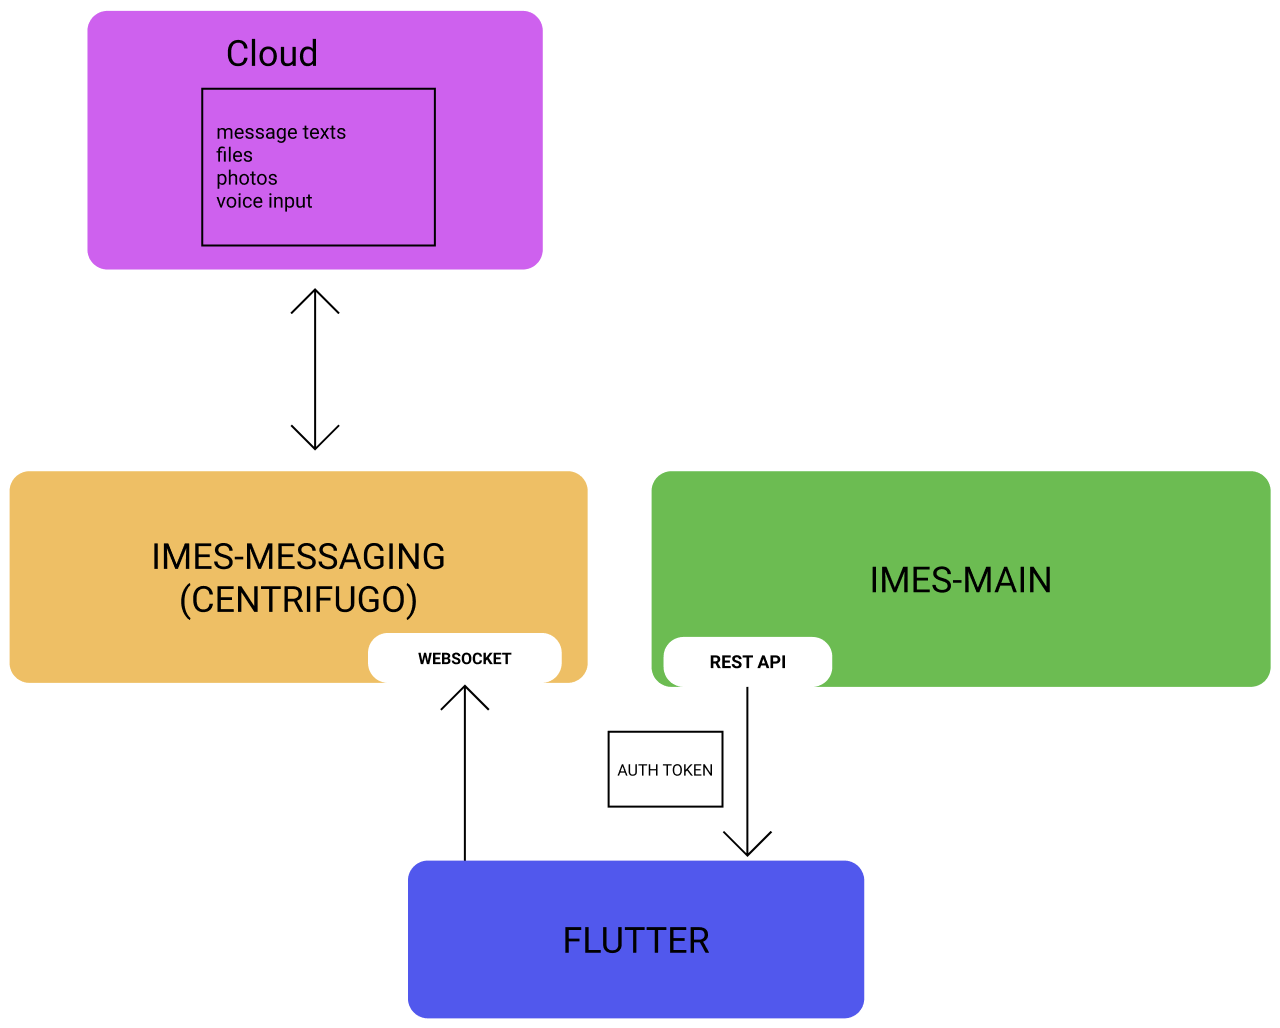 Cloud
message texts
files
photos
voice input
IMES-MESSAGING
(CENTRIFUGO)
WEBSOCKET
IMES-MAIN
REST API
AUTH TOKEN
FLUTTER